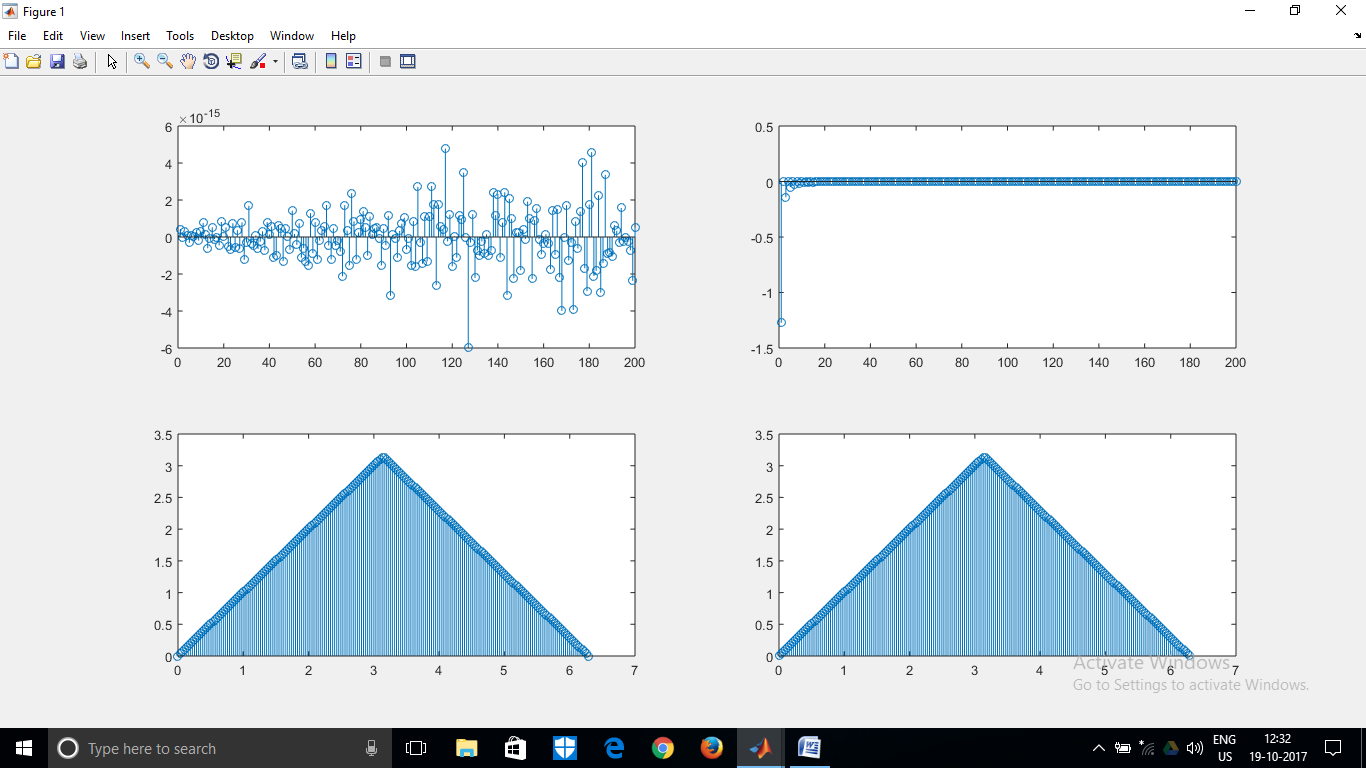 Figure 1
File Edit View Insert Tools Desktop Window Help
×10-15
6
4
2
0
-2
-4
-6
0 20 40 60 80 100 120 140 160 180 200
0.5
0
-0.5
-1
-1.5
0 20 40 60 80 100 120 140 160 180 200
3.5
3
2.5
2
1.5
1
0.5
0
0 1 2 3 4 5 6 7
3.5
3
2.5
2
1.5
1
0.5
0
0 1 2 3 4 5 6 7
Activate Windows
Go to Settings to activate Windows.
Type here to search
ENG
US
12:32
19-10-2017